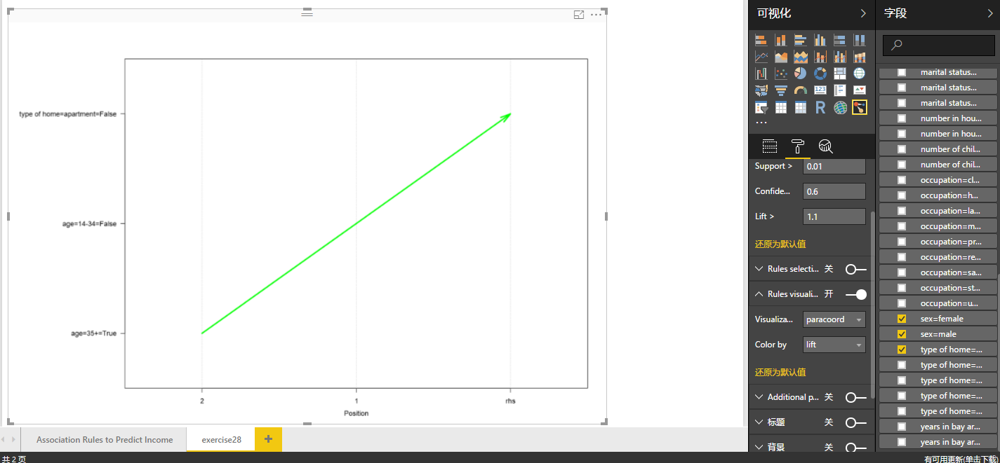 type of home=apartment=False
age=14-34=False
age=35+=True
2
1
rhs
Position
Association Rules to Predict Income
exercise28
+
共 2 页
可视化
123
R
Support >
0.01
Confide...
0.6
Lift >
1.1
还原为默认值
Rules selecti... 关
Rules visuali... 开
Visualiza...
paracoord
Color by
lift
还原为默认值
Additional p... 关
标题 关
背景 关
字段
marital status...
marital status...
marital status...
number in hou...
number in hou...
number of chil...
number of chil...
occupation=cl...
occupation=h...
occupation=la...
occupation=m...
occupation=pr...
occupation=re...
occupation=sa...
occupation=st...
occupation=u...
sex=female
sex=male
type of home=...
type of home=...
type of home=...
type of home=...
type of home=...
years in bay ar...
years in bay ar...
有可用更新(单击下载)